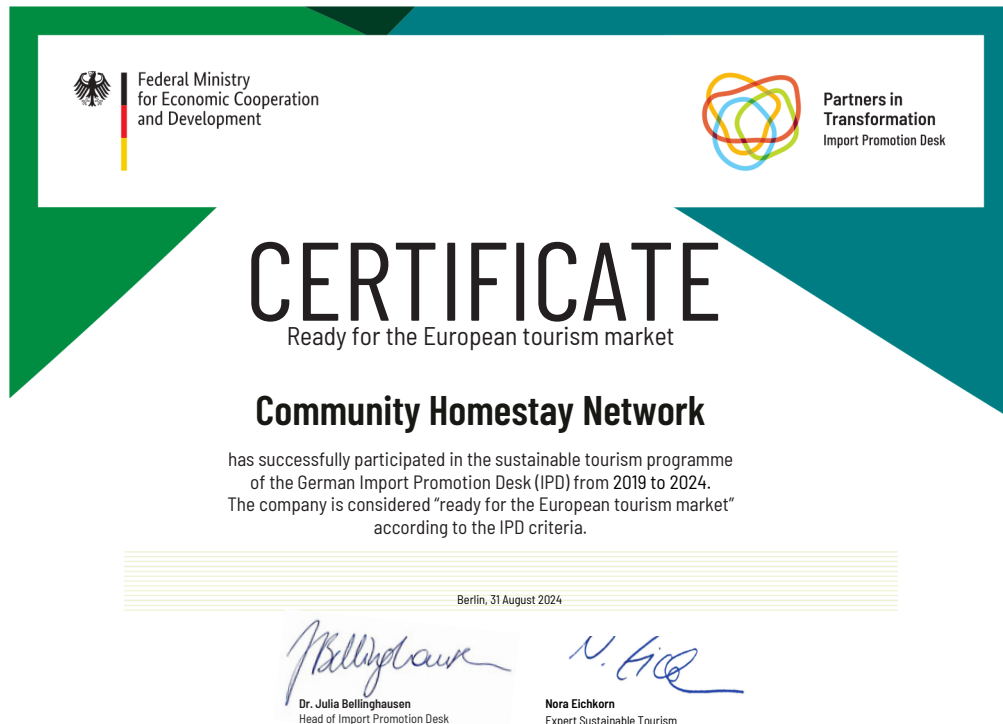 Federal Ministry
for Economic Cooperation
and Development
Partners in
Transformation
Import Promotion Desk
CERTIFICATE
Ready for the European tourism market
Community Homestay Network
has successfully participated in the sustainable tourism programme
of the German Import Promotion Desk (IPD) from 2019 to 2024.
The company is considered “ready for the European tourism market”
according to the IPD criteria.
Berlin, 31 August 2024
Dr. Julia Bellinghausen
Head of Import Promotion Desk
Nora Eichkorn
Expert Sustainable Tourism